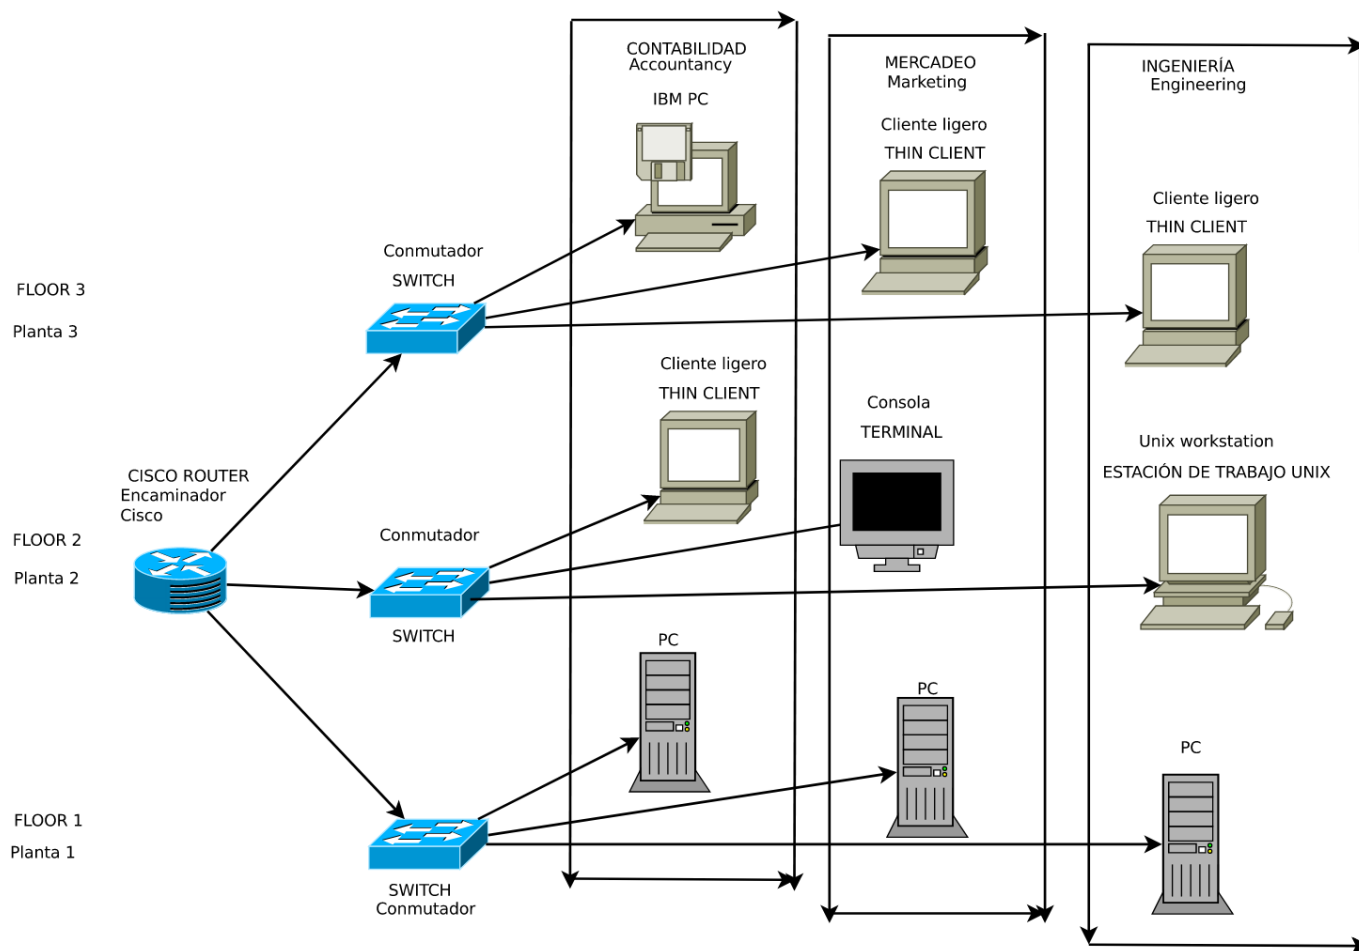 CONTABILIDAD
Accountancy
IBM PC
MERCADEO
Marketing
Cliente ligero
THIN CLIENT
INGENIERÍA
Engineering
Cliente ligero
THIN CLIENT
Conmutador
SWITCH
FLOOR 3
Planta 3
Cliente ligero
THIN CLIENT
Consola
TERMINAL
Unix workstation
ESTACIÓN DE TRABAJO UNIX
CISCO ROUTER
Encaminador
Cisco
FLOOR 2
Planta 2
Conmutador
SWITCH
PC
PC
PC
FLOOR 1
Planta 1
SWITCH
Conmutador